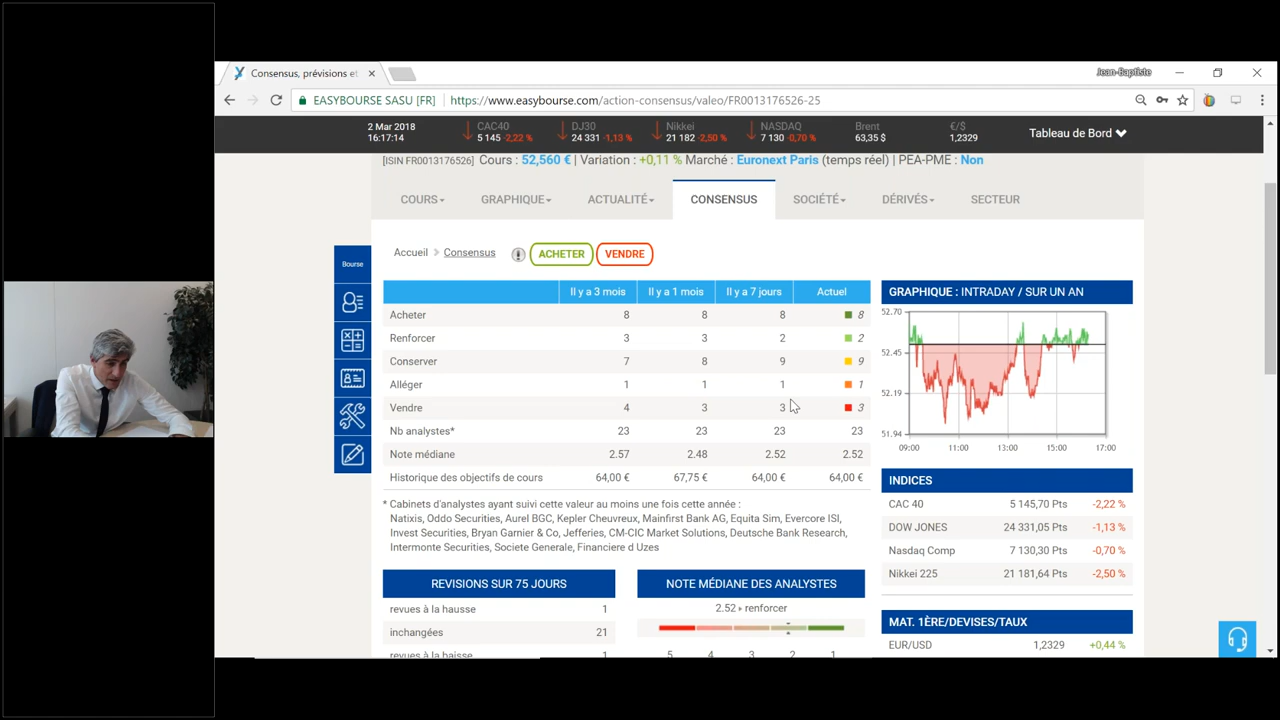 Consensus, prévisions et
Jean-Baptiste
EASYBOURSE SASU [FR] https://www.easybourse.com/action-consensus/valeo/FR0013176526-25
2 Mar 2018
16:17:14
CAC40
5 145 -2,22 %
DJ30
24 331 -1,13 %
Nikkei
21 182 -2,50 %
NASDAQ
7 130 -0,70 %
Brent
63,35 $
€/$
1,2329
Tableau de Bord
[ISIN FR0013176526] Cours : 52,560 € | Variation : +0,11 % Marché : Euronext Paris (temps réel) | PEA-PME : Non
COURS GRAPHIQUE ACTUALITÉ CONSENSUS SOCIÉTÉ DÉRIVÉS SECTEUR
Accueil Consensus ACHETER VENDRE
Bourse
Il y a 3 mois Il y a 1 mois Il y a 7 jours Actuel
Acheter 8 8 8 8
Renforcer 3 3 2 2
Conserver 7 8 9 9
Alléger 1 1 1 1
Vendre 4 3 3 3
Nb analystes* 23 23 23 23
Note médiane 2.57 2.48 2.52 2.52
Historique des objectifs de cours 64,00 € 67,75 € 64,00 € 64,00 €
* Cabinets d'analystes ayant suivi cette valeur au moins une fois cette année :
Natixis, Oddo Securities, Aurel BGC, Kepler Cheuvreux, Mainfirst Bank AG, Equita Sim, Evercore ISI,
Invest Securities, Bryan Garnier & Co, Jefferies, CM-CIC Market Solutions, Deutsche Bank Research,
Intermonte Securities, Societe Generale, Financiere d Uzes
REVISIONS SUR 75 JOURS
revues à la hausse 1
inchangées 21
revues à la baisse 1
NOTE MÉDIANE DES ANALYSTES
2.52 » renforcer
5 4 3 2 1
GRAPHIQUE : INTRADAY / SUR UN AN
52.70
52.45
52.19
51.94
09:00 11:00 13:00 15:00 17:00
INDICES
CAC 40 5 145,70 Pts -2,22 %
DOW JONES 24 331,05 Pts -1,13 %
Nasdaq Comp 7 130,30 Pts -0,70 %
Nikkei 225 21 181,64 Pts -2,50 %
MAT. 1ÈRE/DEVISES/TAUX
EUR/USD 1,2329 +0,44 %